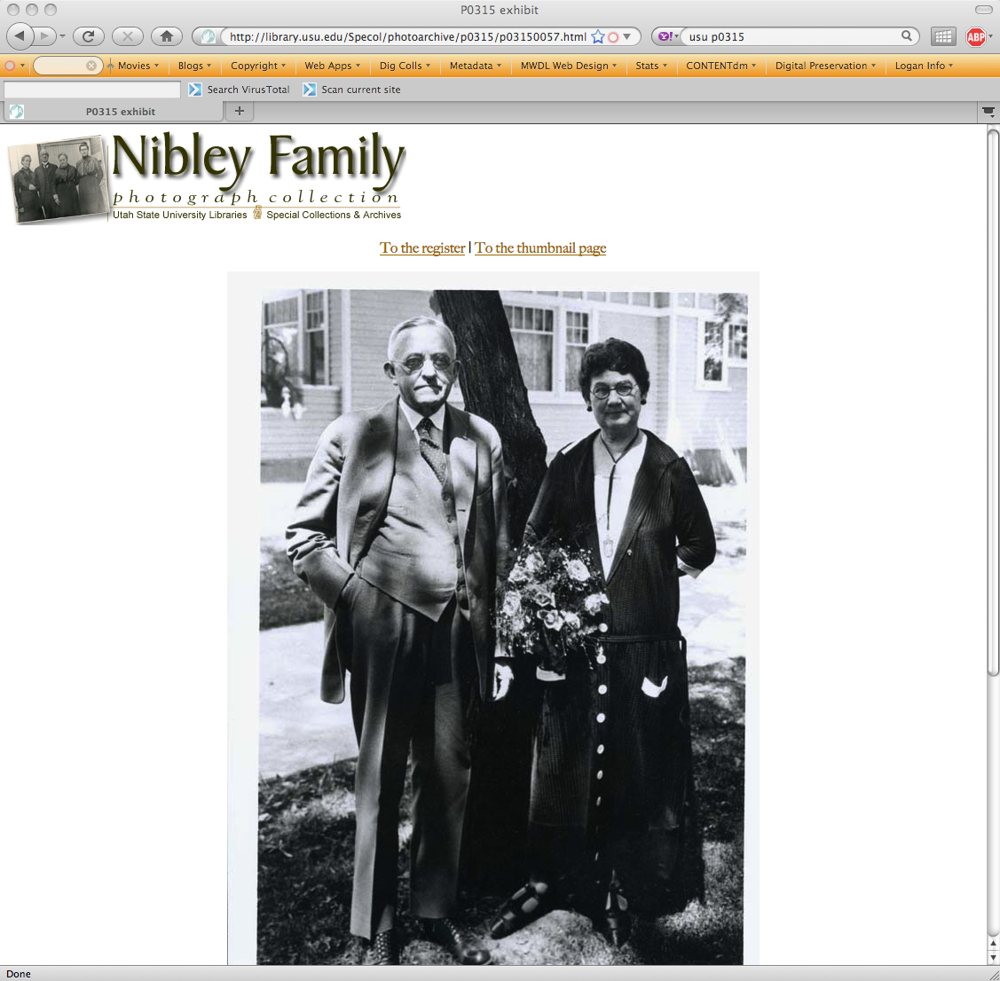 P0315 exhibit
http://library.usu.edu/Specol/photoarchive/p0315/p03150057.html
Y!
usu p0315
ABP
Movies
Blogs
Copyright
Web Apps
Dig Colls
Metadata
MWDL Web Design
Stats
CONTENTdm
Digital Preservation
Logan Info
Search VirusTotal
Scan current site
P0315 exhibit
+
Nibley Family
photograph collection
Utah State University Libraries Special Collections & Archives
To the register | To the thumbnail page
Done